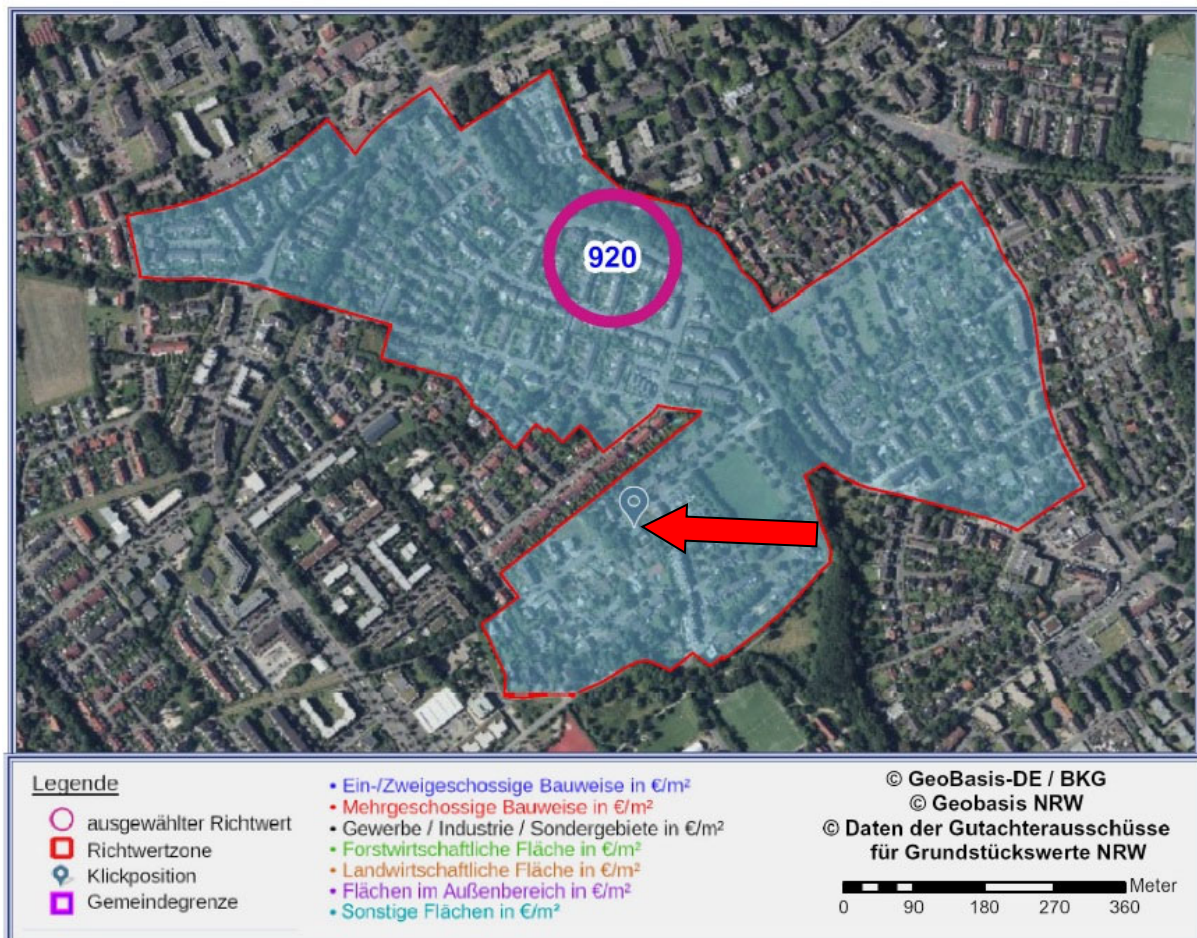 920
Legende
ausgewählter Richtwert
Richtwertzone
Klickposition
Gemeindegrenze
• Ein-/Zweigeschossige Bauweise in €/m²
• Mehrgeschossige Bauweise in €/m²
• Gewerbe / Industrie / Sondergebiete in €/m²
• Forstwirtschaftliche Fläche in €/m²
• Landwirtschaftliche Fläche in €/m²
• Flächen im Außenbereich in €/m²
• Sonstige Flächen in €/m²
© GeoBasis-DE / BKG
© Geobasis NRW
© Daten der Gutachterausschüsse
für Grundstückswerte NRW
Meter
0 90 180 270 360